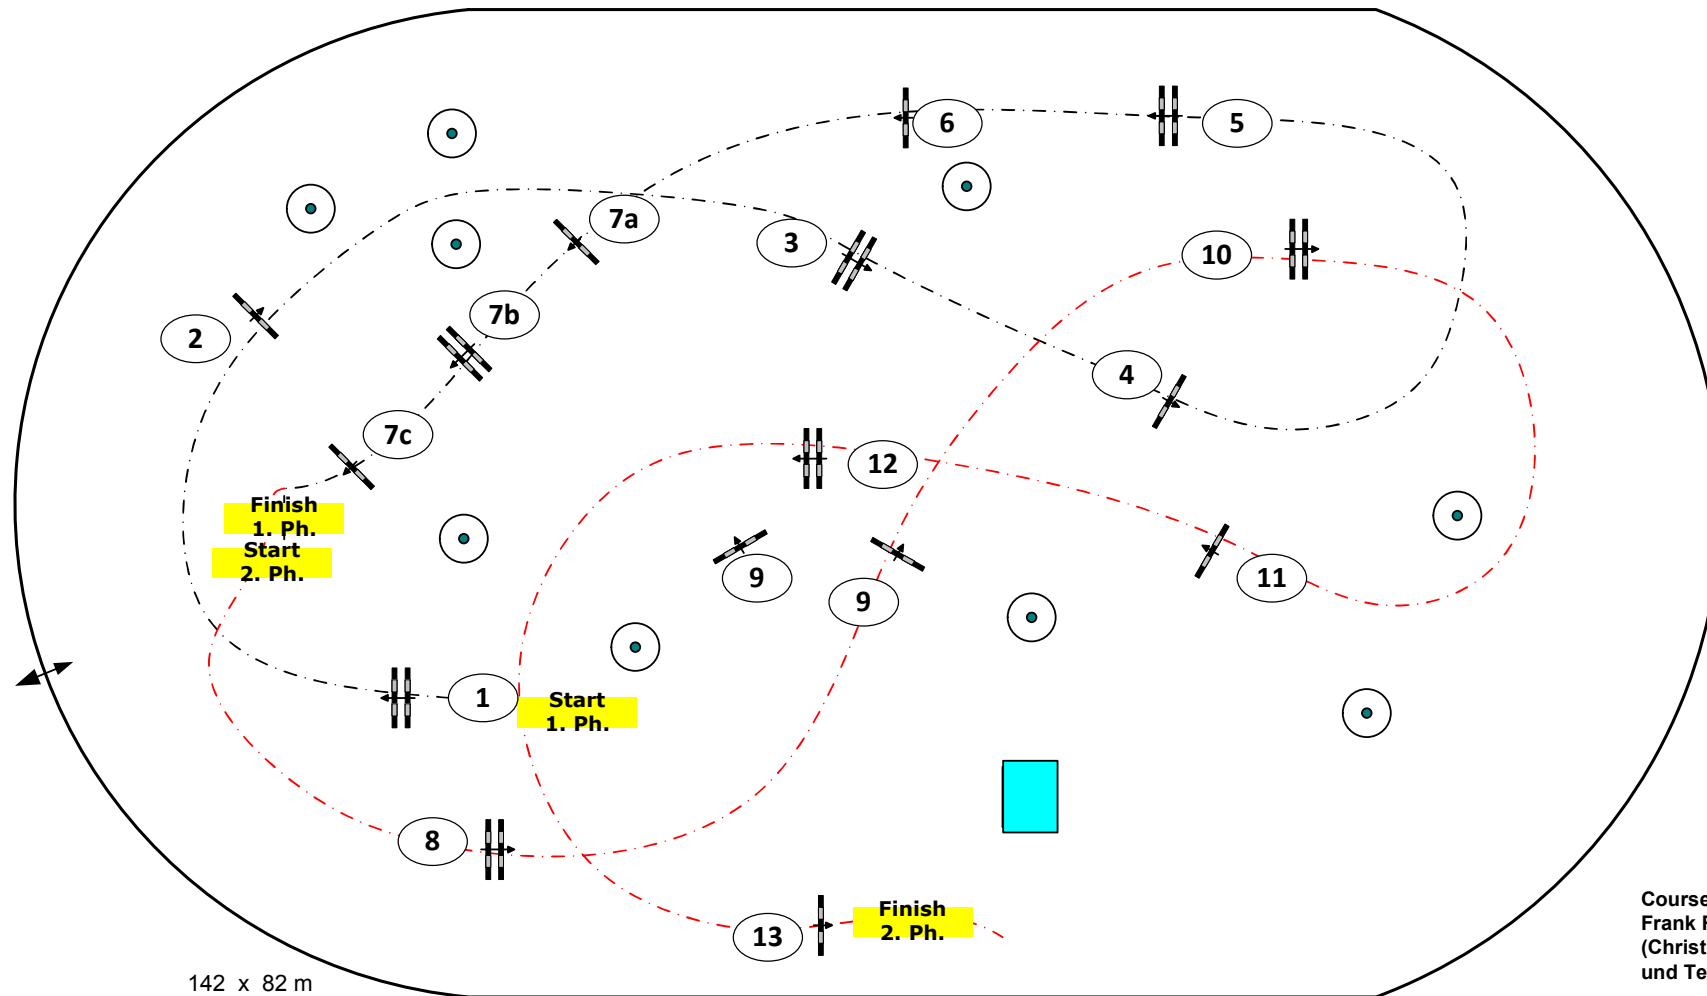 6
5
7a
3
10
7b
2
4
7c
12
Finish
1. Ph.
Start
2. Ph.
9
11
9
1
Start
1. Ph.
8
Finish
2. Ph.
13
Course
Frank
(Christ
und Te
142 x 82 m